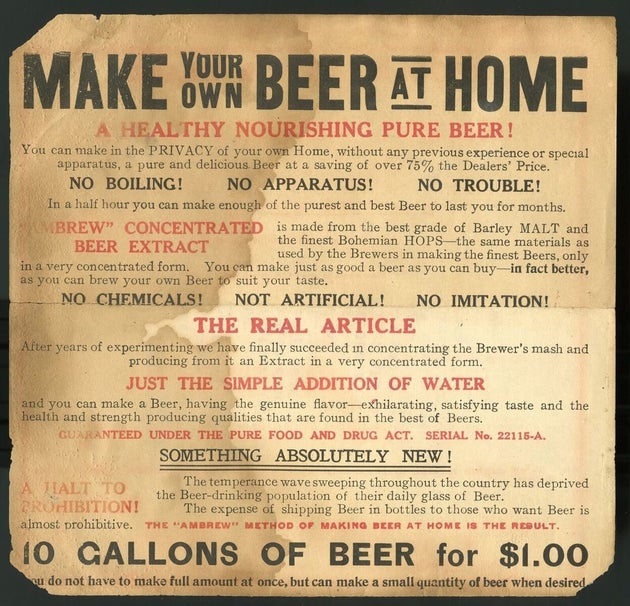 MAKE YOUR OWN BEER AT HOME
A HEALTHY NOURISHING PURE BEER!
You can make in the PRIVACY of your own Home, without any previous experience or special
apparatus, a pure and delicious Beer at a saving of over 75% the Dealers' Price.
NO BOILING! NO APPARATUS! NO TROUBLE!
In a half hour you can make enough of the purest and best Beer to last you for months.
"AMBREW" CONCENTRATED
BEER EXTRACT
is made from the best grade of Barley MALT and
the finest Bohemian HOPS—the same materials as
used by the Brewers in making the finest Beers, only
in a very concentrated form. You can make just as good a beer as you can buy—in fact better,
as you can brew your own Beer to suit your taste.
NO CHEMICALS! NOT ARTIFICIAL! NO IMITATION!
THE REAL ARTICLE
After years of experimenting we have finally succeeded in concentrating the Brewer's mash and
producing from it an Extract in a very concentrated form.
JUST THE SIMPLE ADDITION OF WATER
and you can make a Beer, having the genuine flavor—exhilarating, satisfying taste and the
health and strength producing qualities that are found in the best of Beers.
GUARANTEED UNDER THE PURE FOOD AND DRUG ACT. SERIAL No. 22115-A.
SOMETHING ABSOLUTELY NEW!
A HALT TO
PROHIBITION!
The temperance wave sweeping throughout the country has deprived
the Beer-drinking population of their daily glass of Beer.
The expense of shipping Beer in bottles to those who want Beer is
almost prohibitive. THE "AMBREW" METHOD OF MAKING BEER AT HOME IS THE RESULT.
10 GALLONS OF BEER for $1.00
You do not have to make full amount at once, but can make a small quantity of beer when desired